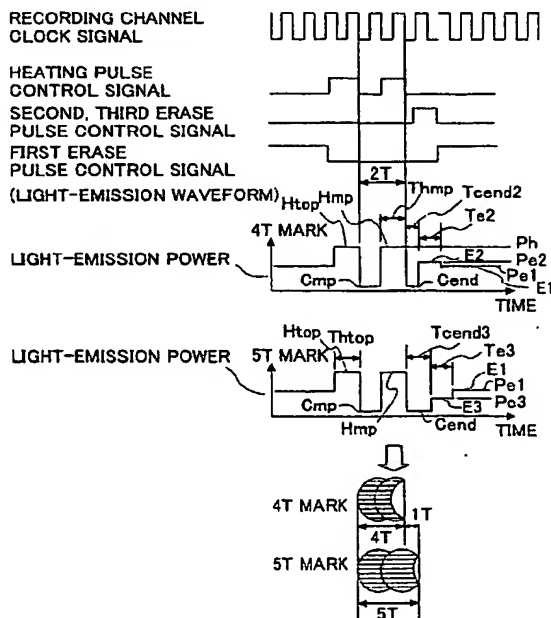 RECORDING CHANNEL
CLOCK SIGNAL
HEATING PULSE
CONTROL SIGNAL
SECOND, THIRD ERASE
PULSE CONTROL SIGNAL
FIRST ERASE
PULSE CONTROL SIGNAL
2T
(LIGHT-EMISSION WAVEFORM)
Thmp
Hmp
Tcend2
Htop
Te2
4T MARK
Ph
LIGHT-EMISSION POWER
E2
Pe2
Pe1
E1
Cmp
Cend
TIME
Htop
Thtop
Tcend3
Te3
5T MARK
LIGHT-EMISSION POWER
E1
Pe1
Pe3
Cmp
E3
Hmp
Cend
TIME
4T MARK
1T
4T
5T MARK
5T